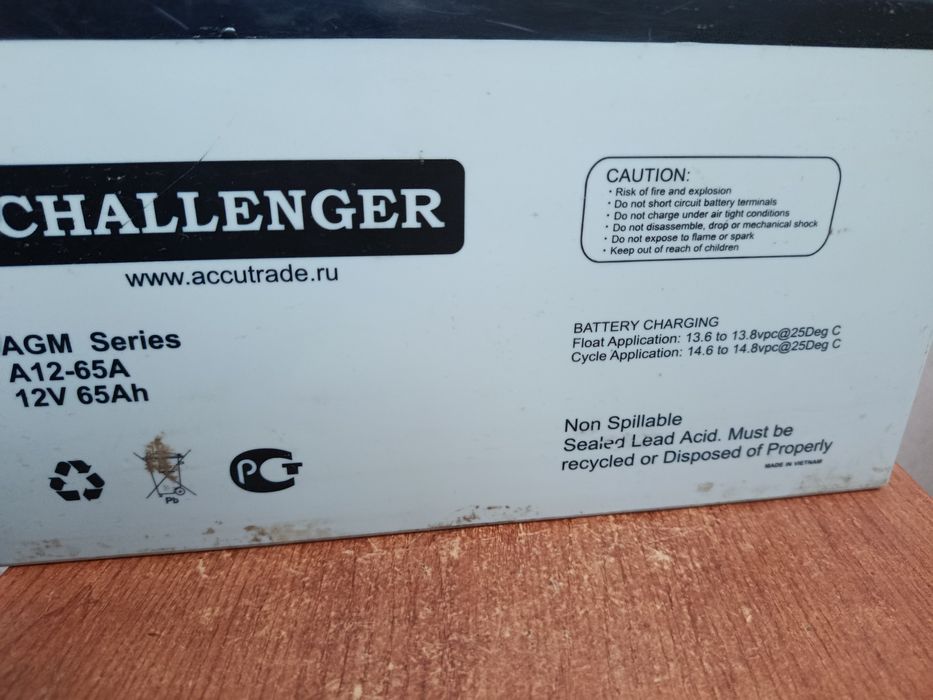 CHALLENGER
www.accutrade.ru
AGM Series
A12-65A
12V 65Ah
Pb
РСТ
CAUTION:
• Risk of fire and explosion
• Do not short circuit battery terminals
• Do not charge under air tight conditions
• Do not disassemble, drop or mechanical shock
• Do not expose to flame or spark
• Keep out of reach of children
BATTERY CHARGING
Float Application: 13.6 to 13.8vpc@25Deg C
Cycle Application: 14.6 to 14.8vpc@25Deg C
Non Spillable
Sealed Lead Acid. Must be
recycled or Disposed of Properly
MADE IN VIETNAM